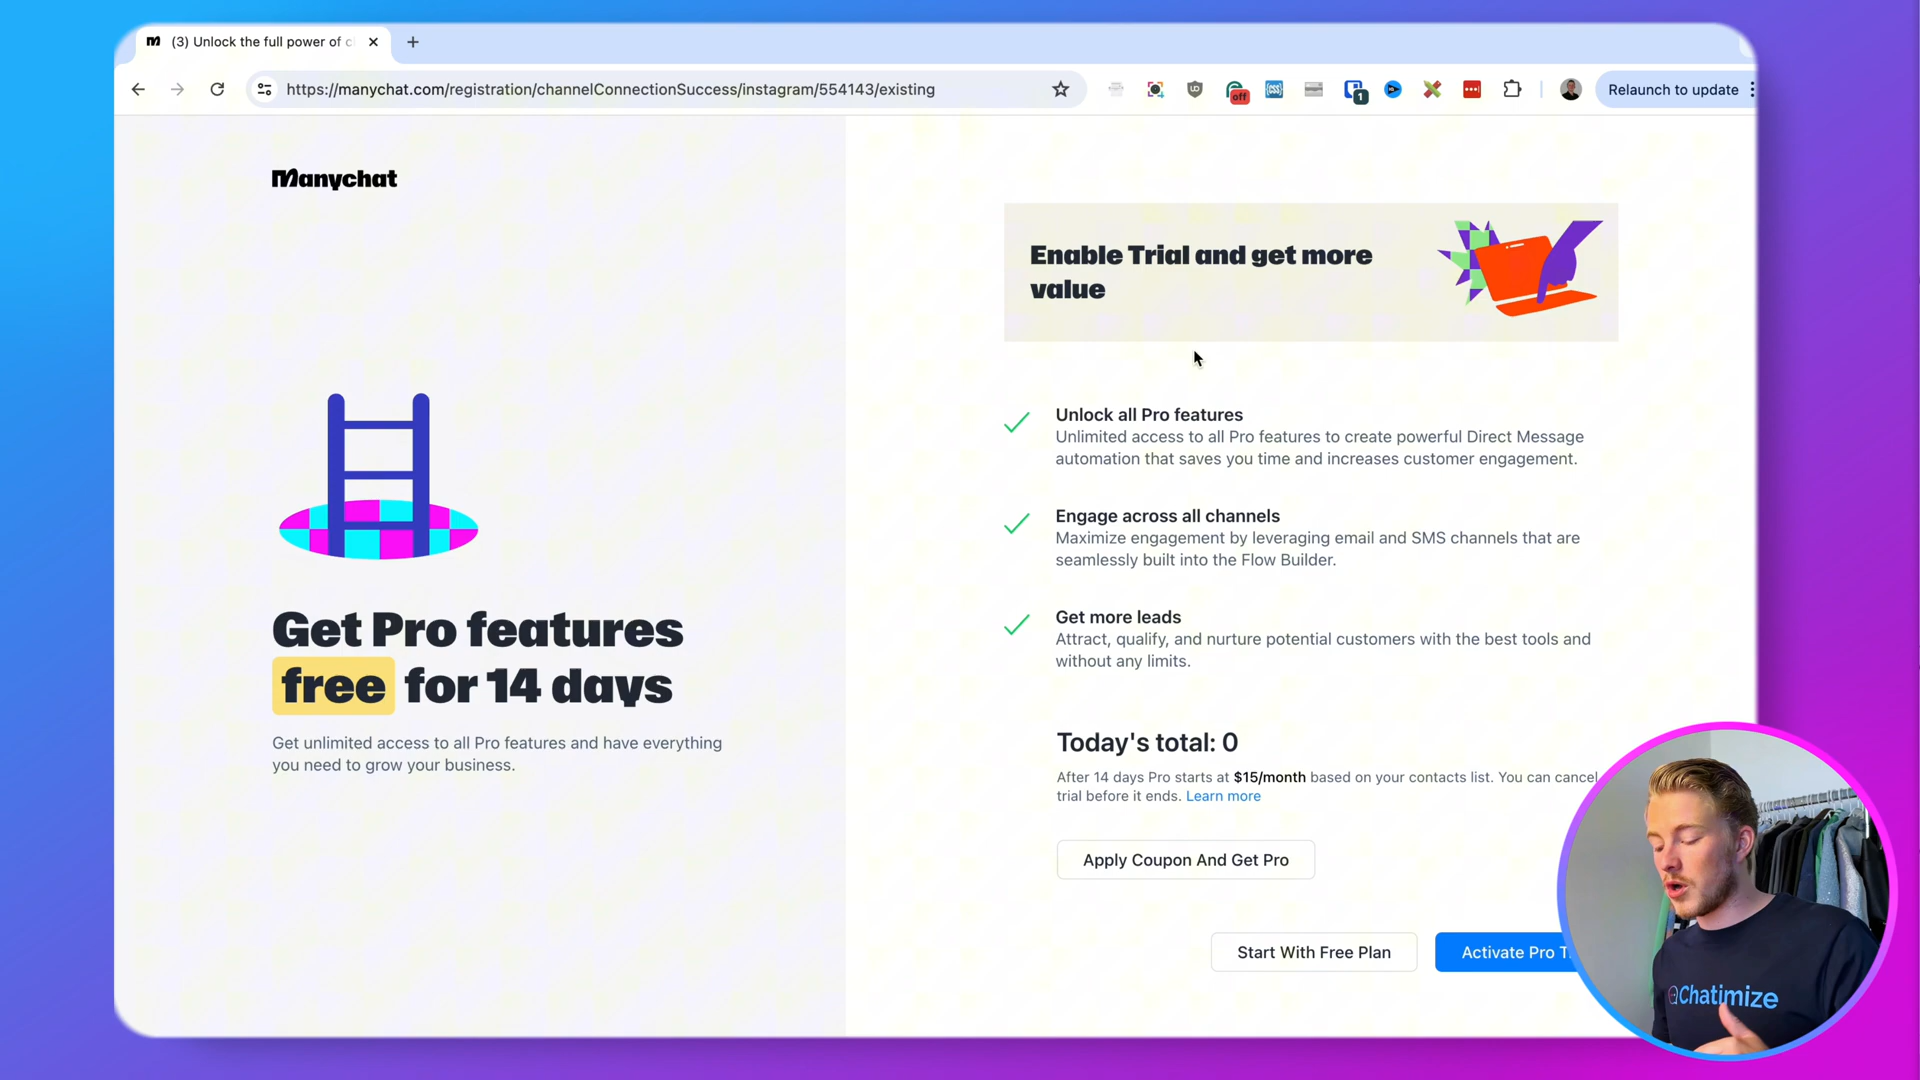 (3) Unlock the full power of c
https://manychat.com/registration/channelConnectionSuccess/instagram/554143/existing
off
1
Relaunch to update
Manychat
Enable Trial and get more
value
Unlock all Pro features
Unlimited access to all Pro features to create powerful Direct Message
automation that saves you time and increases customer engagement.
Engage across all channels
Maximize engagement by leveraging email and SMS channels that are
seamlessly built into the Flow Builder.
Get more leads
Attract, qualify, and nurture potential customers with the best tools and
without any limits.
Get Pro features
free for 14 days
Get unlimited access to all Pro features and have everything
you need to grow your business.
Today's total: 0
After 14 days Pro starts at $15/month based on your contacts list. You can cancel
trial before it ends. Learn more
Apply Coupon And Get Pro
Start With Free Plan
Activate Pro T
Chatimize